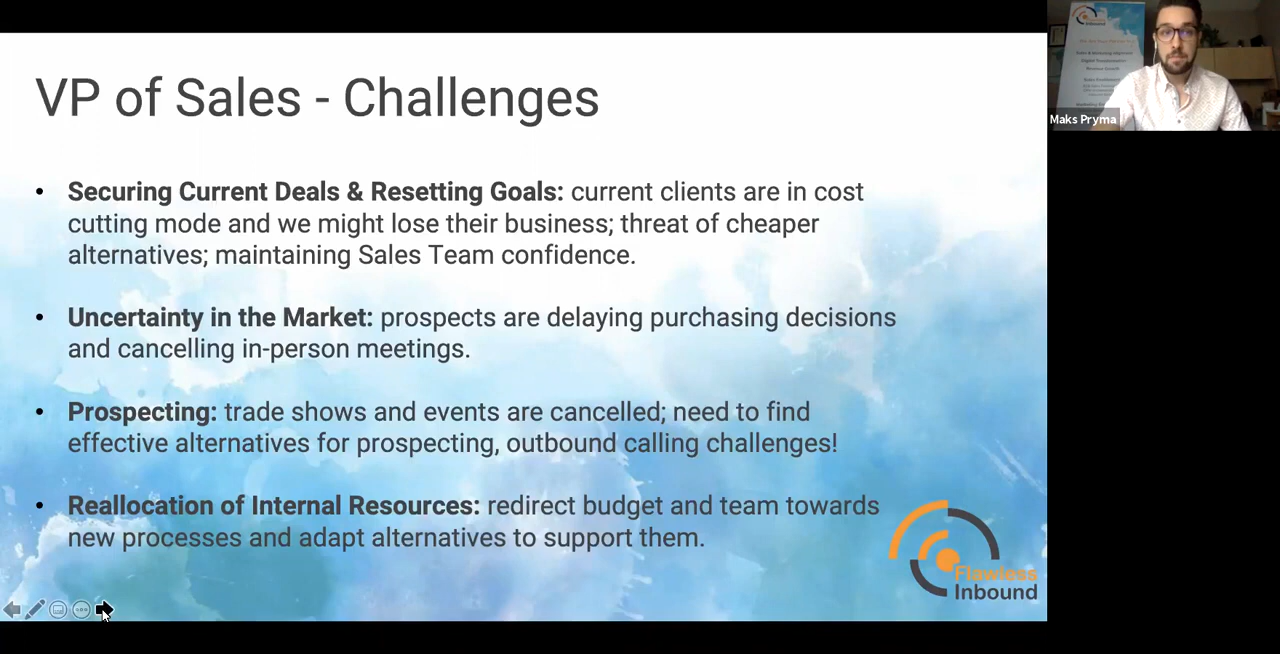 VP of Sales - Challenges
• Securing Current Deals & Resetting Goals: current clients are in cost
cutting mode and we might lose their business; threat of cheaper
alternatives; maintaining Sales Team confidence.
• Uncertainty in the Market: prospects are delaying purchasing decisions
and cancelling in-person meetings.
• Prospecting: trade shows and events are cancelled; need to find
effective alternatives for prospecting, outbound calling challenges!
• Reallocation of Internal Resources: redirect budget and team towards
new processes and adapt alternatives to support them.
Flawless
Inbound
Inbound
Maks Pryma